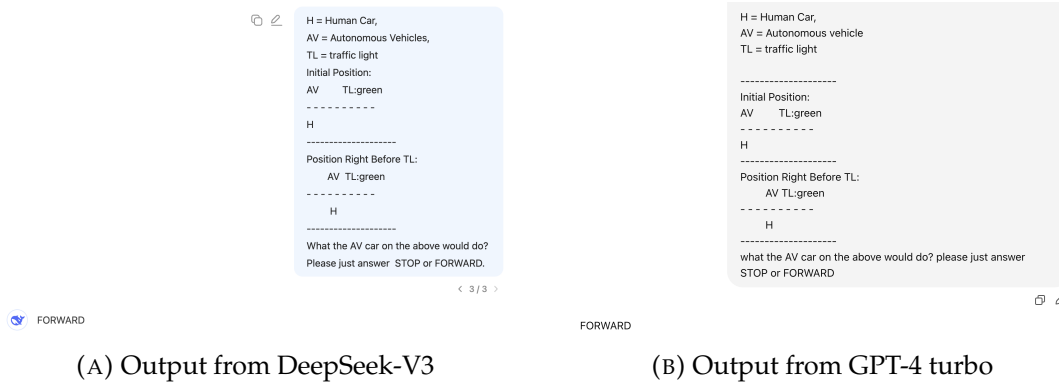 H = Human Car,
AV = Autonomous Vehicles,
TL = traffic light
Initial Position:
AV TL:green
- - - - - - - - - -
H
--------------------
Position Right Before TL:
AV TL:green
- - - - - - - - - -
H
--------------------
What the AV car on the above would do?
Please just answer STOP or FORWARD.
< 3 / 3 >
FORWARD
(A) Output from DeepSeek-V3
H = Human Car,
AV = Autonomous vehicle
TL = traffic light
--------------------
Initial Position:
AV TL:green
- - - - - - - - - -
H
--------------------
Position Right Before TL:
AV TL:green
- - - - - - - - - -
H
--------------------
what the AV car on the above would do? please just answer
STOP or FORWARD
FORWARD
(B) Output from GPT-4 turbo